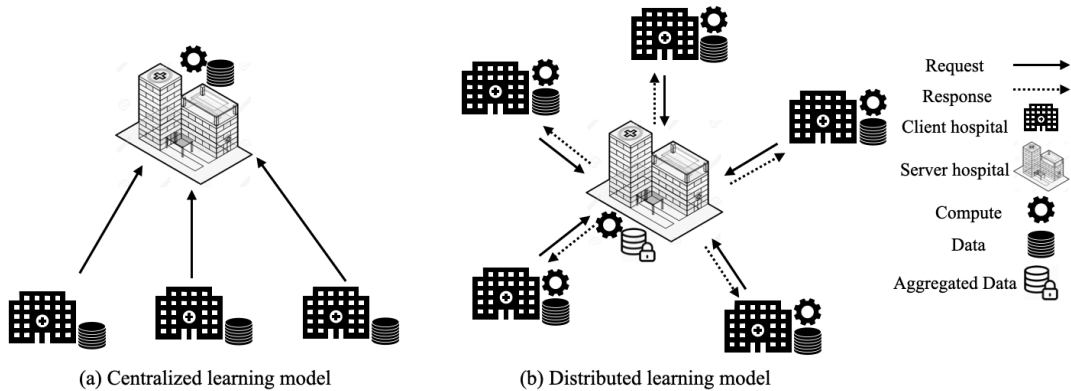 Request
Response
Client hospital
Server hospital
Compute
Data
Aggregated Data
(a) Centralized learning model
(b) Distributed learning model